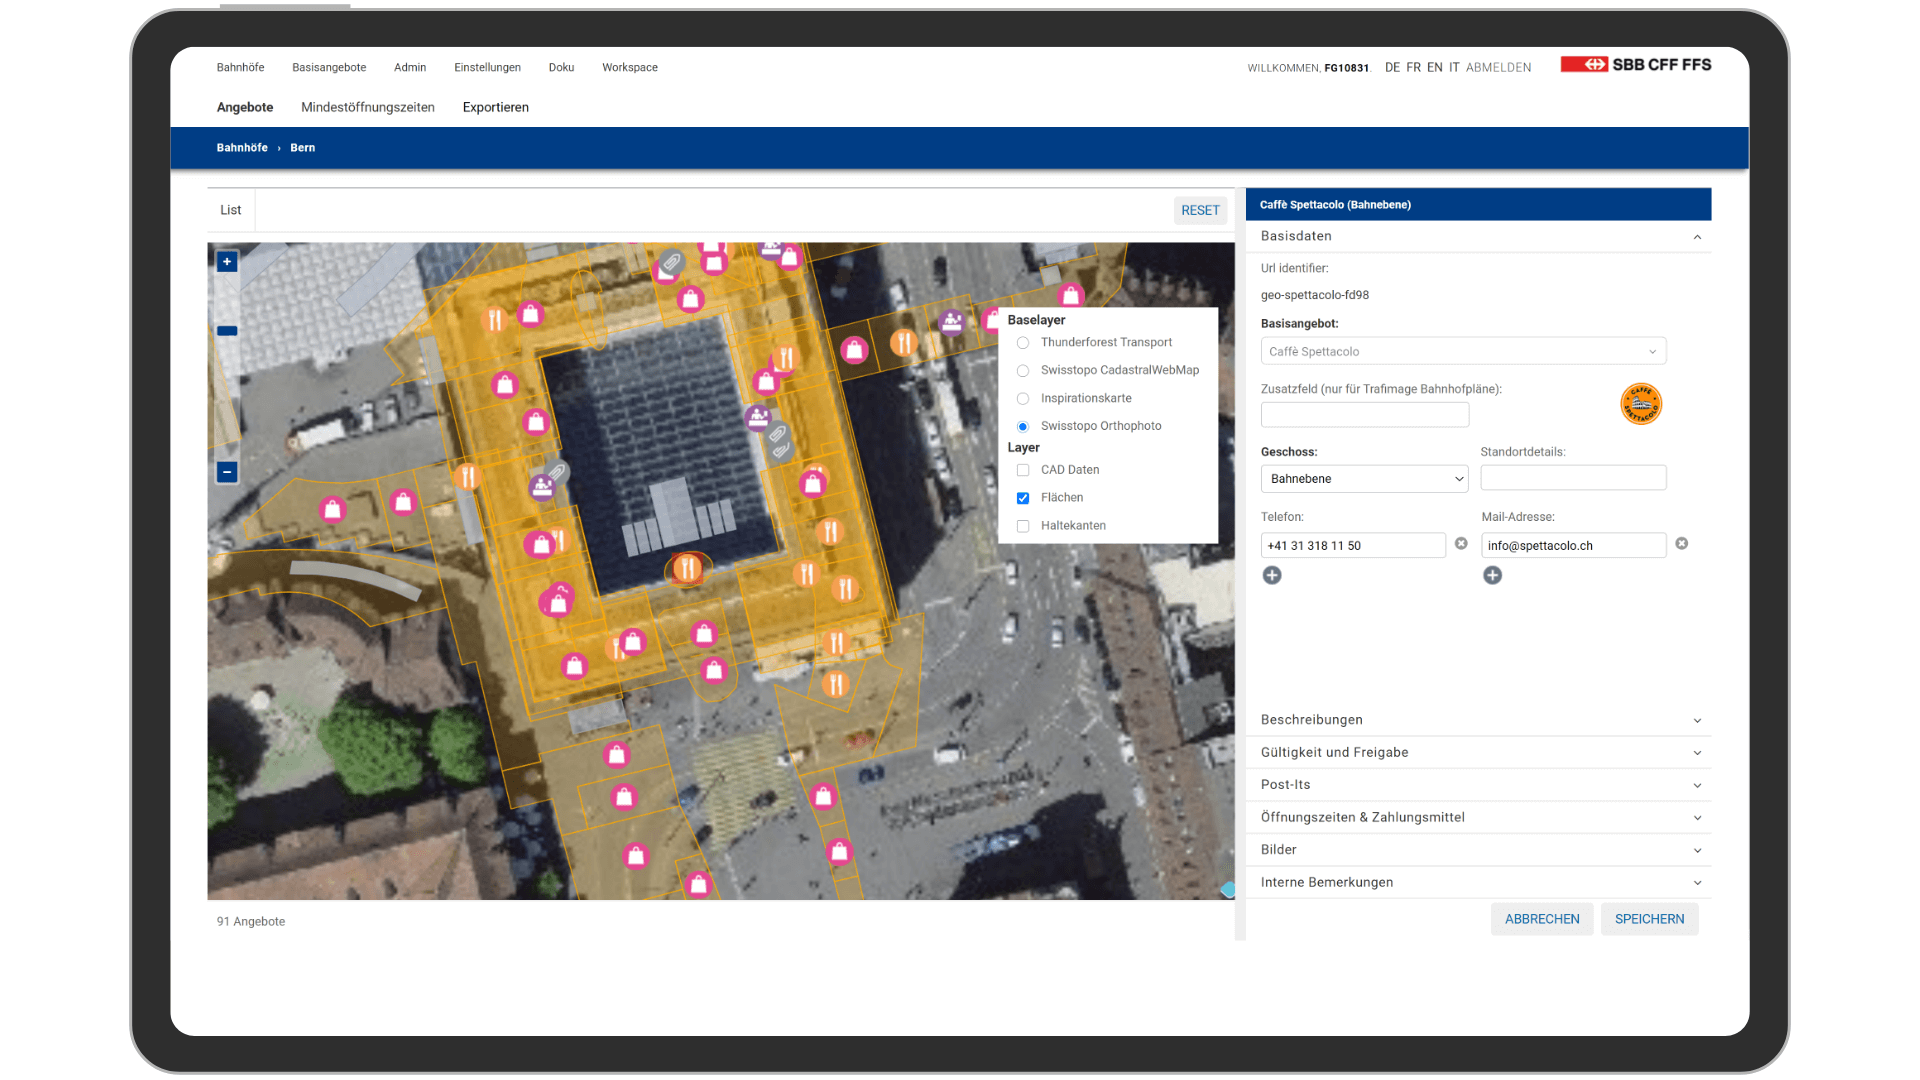 Bahnhöfe Basisangebote Admin Einstellungen Doku Workspace
WILLKOMMEN, FG10831. DE FR EN IT ABMELDEN
SBB CFF FFS
Angebote Mindestöffnungszeiten Exportieren
Bahnhöfe › Bern
List
RESET
+
−
Baselayer
Thunderforest Transport
Swisstopo CadastralWebMap
Inspirationskarte
Swisstopo Orthophoto
Layer
CAD Daten
Flächen
Haltekanten
91 Angebote
Caffè Spettacolo (Bahnebene)
Basisdaten
Url identifier:
geo-spettacolo-fd98
Basisangebot:
Caffè Spettacolo
Zusatzfeld (nur für Trafimage Bahnhofpläne):
CAFFÈ
SPETTACOLO
Geschoss: Standortdetails:
Bahnebene
Telefon: Mail-Adresse:
+41 31 318 11 50 info@spettacolo.ch
Beschreibungen
Gültigkeit und Freigabe
Post-Its
Öffnungszeiten & Zahlungsmittel
Bilder
Interne Bemerkungen
ABBRECHEN SPEICHERN